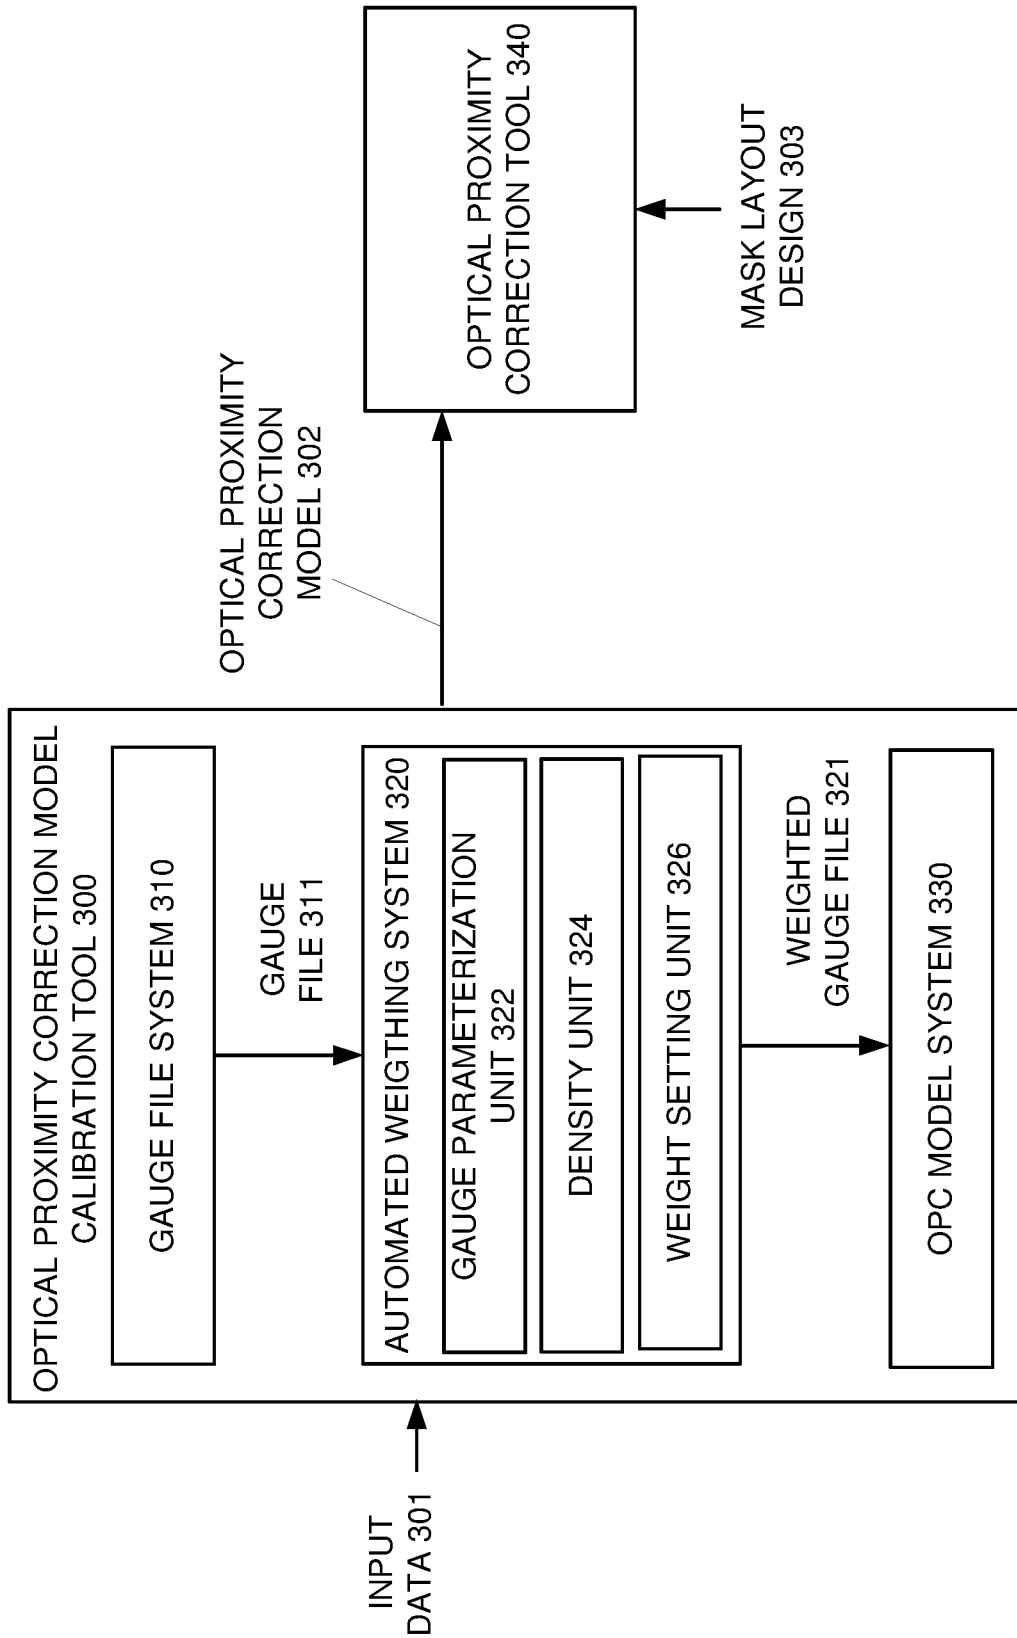 INPUT
DATA 301
OPTICAL PROXIMITY CORRECTION MODEL
CALIBRATION TOOL 300
GAUGE FILE SYSTEM 310
GAUGE
FILE 311
AUTOMATED WEIGTHING SYSTEM 320
GAUGE PARAMETERIZATION
UNIT 322
DENSITY UNIT 324
WEIGHT SETTING UNIT 326
WEIGHTED
GAUGE FILE 321
OPC MODEL SYSTEM 330
OPTICAL PROXIMITY
CORRECTION
MODEL 302
OPTICAL PROXIMITY
CORRECTION TOOL 340
MASK LAYOUT
DESIGN 303